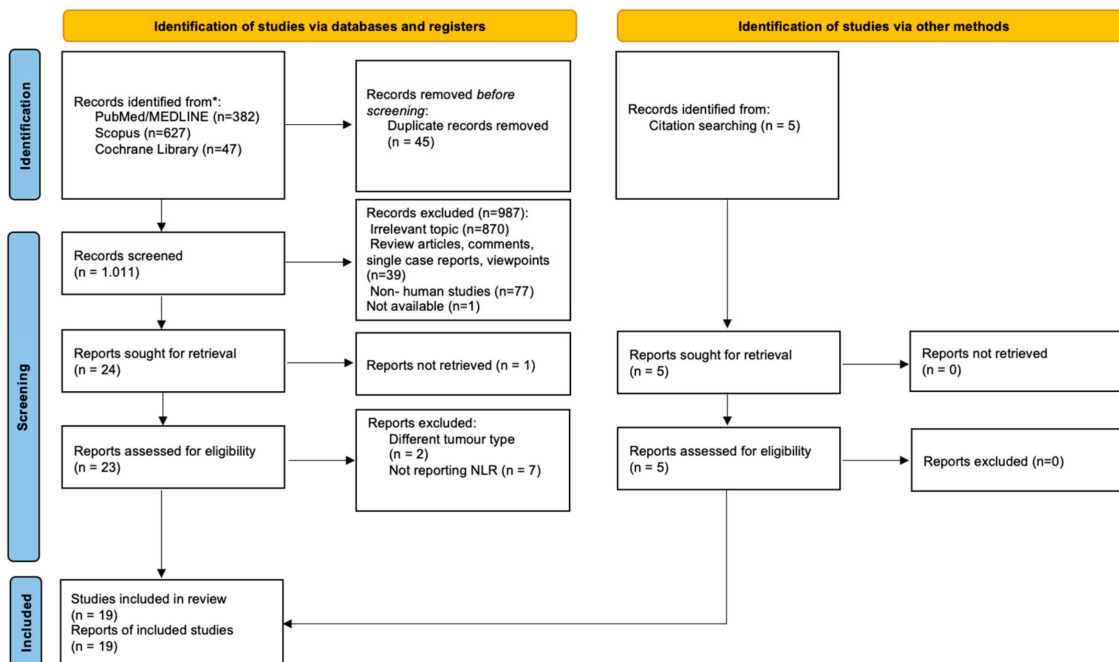 Identification of studies via databases and registers
Identification of studies via other methods
Identification
Records identified from*:
PubMed/MEDLINE (n=382)
Scopus (n=627)
Cochrane Library (n=47)
Records removed before
screening:
Duplicate records removed
(n = 45)
Records identified from:
Citation searching (n = 5)
Screening
Records screened
(n = 1.011)
Records excluded (n=987):
Irrelevant topic (n=870)
Review articles, comments,
single case reports, viewpoints
(n=39)
Non- human studies (n=77)
Not available (n=1)
Reports sought for retrieval
(n = 24)
Reports not retrieved (n = 1)
Reports sought for retrieval
(n = 5)
Reports not retrieved
(n = 0)
Reports assessed for eligibility
(n = 23)
Reports excluded:
Different tumour type
(n = 2)
Not reporting NLR (n = 7)
Reports assessed for eligibility
(n = 5)
Reports excluded (n=0)
Included
Studies included in review
(n = 19)
Reports of included studies
(n = 19)